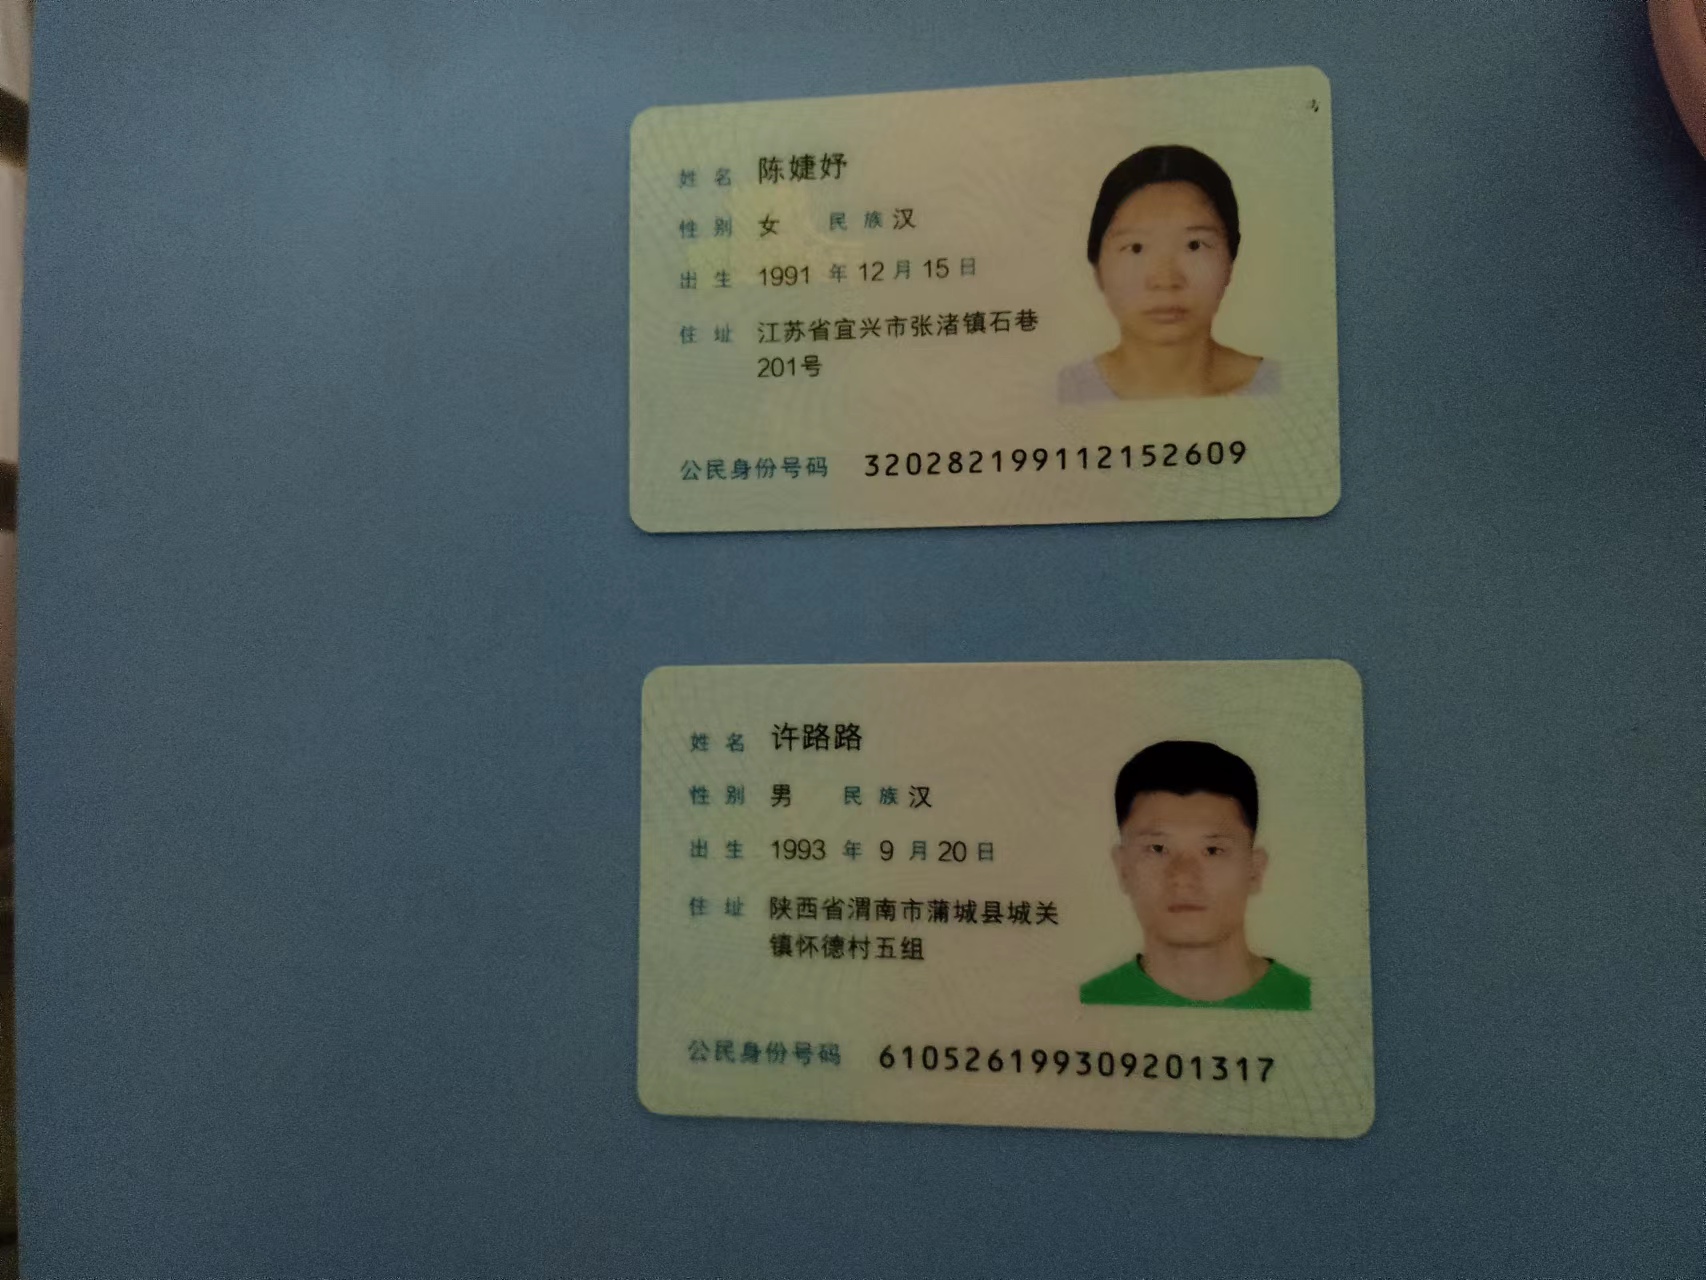 姓名 陈婕妤
性别 女 民族 汉
出生 1991 年 12 月 15 日
住址 江苏省宜兴市张渚镇石巷
201号
公民身份号码 320282199112152609
姓名 许路路
性别 男 民族 汉
出生 1993 年 9 月 20 日
住址 陕西省渭南市蒲城县城关
镇怀德村五组
公民身份号码 610526199309201317